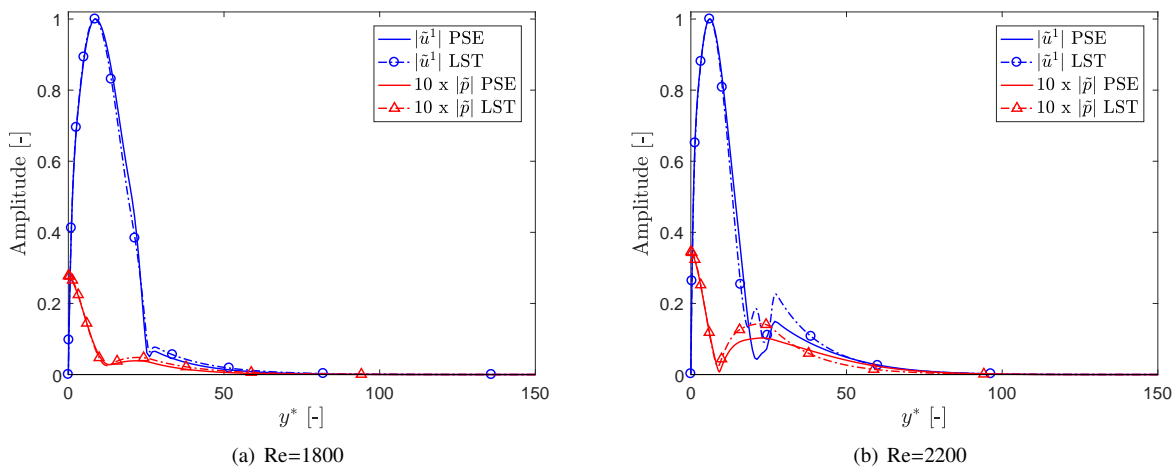 1
0.8
0.6
0.4
0.2
0
Amplitude [-]
0 50 100 150
y* [-]
|ũ¹| PSE
|ũ¹| LST
10 x |p̃| PSE
10 x |p̃| LST
(a) Re=1800
1
0.8
0.6
0.4
0.2
0
Amplitude [-]
0 50 100 150
y* [-]
|ũ¹| PSE
|ũ¹| LST
10 x |p̃| PSE
10 x |p̃| LST
(b) Re=2200